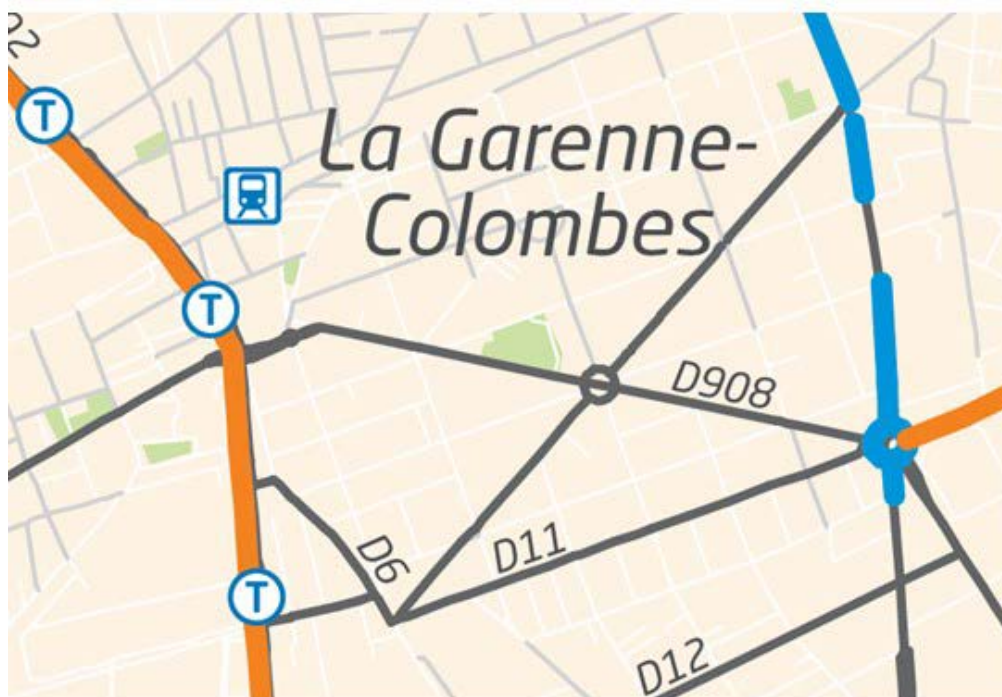 T
La Garenne-
Colombes
T
D908
D11
D6
T
D12